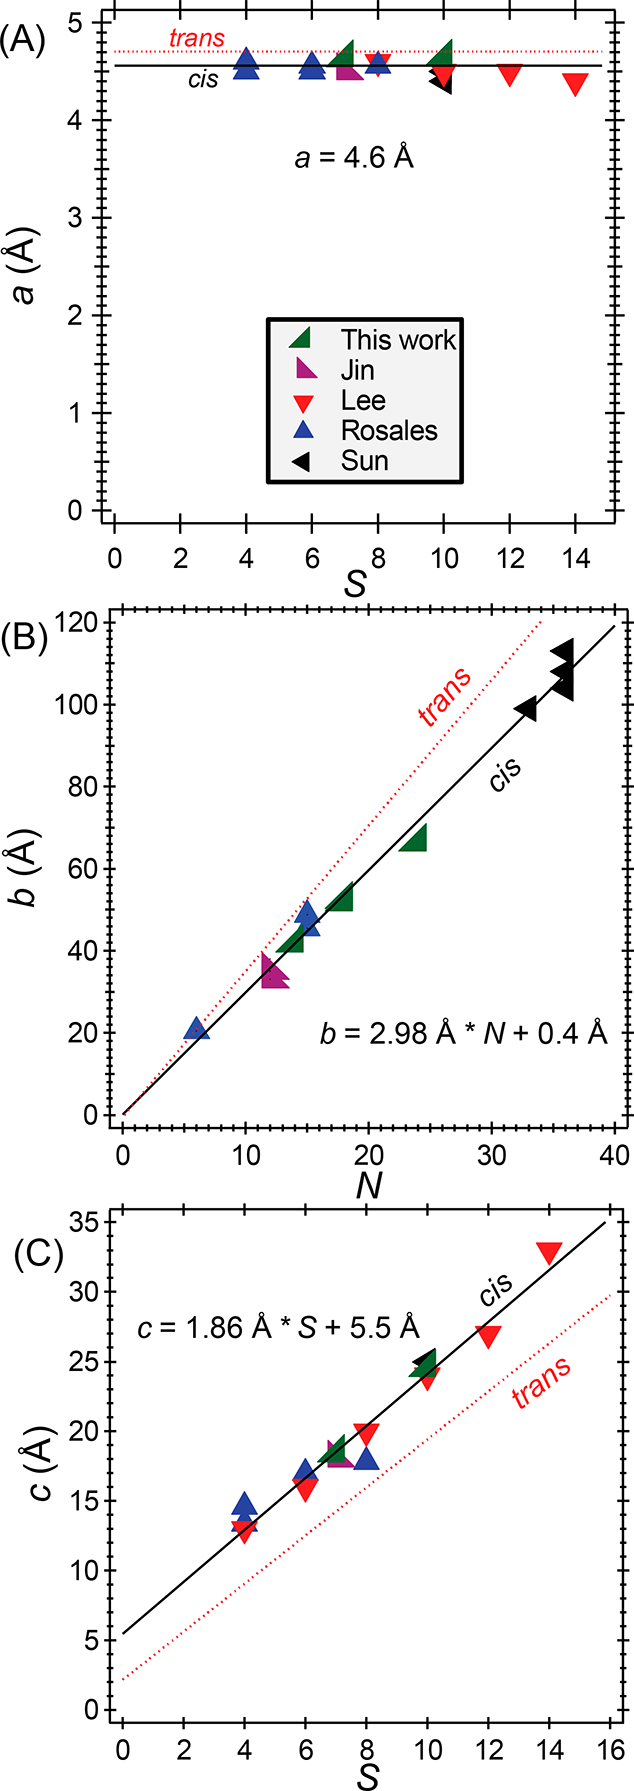 (A)
5
trans
cis
4
a = 4.6 Å
3
a (Å)
2
This work
Jin
Lee
Rosales
Sun
1
0
0 2 4 6 8 10 12 14
S
(B)
120
trans
100
cis
80
b (Å)
60
40
b = 2.98 Å * N + 0.4 Å
20
0
0 10 20 30 40
N
(C)
35
cis
30
c = 1.86 Å * S + 5.5 Å
25
trans
20
c (Å)
15
10
5
0
0 2 4 6 8 10 12 14 16
S